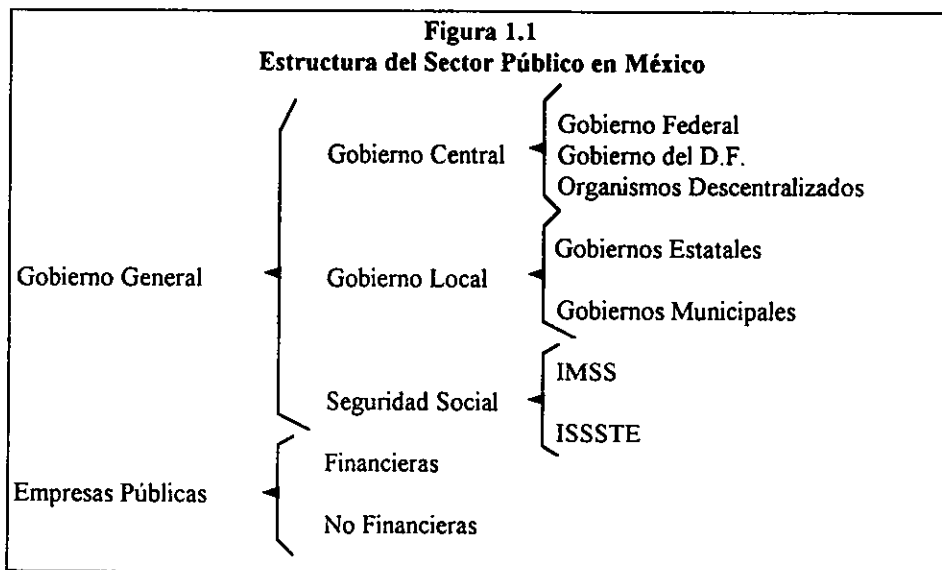 Figura 1.1
Estructura del Sector Público en México
Gobierno General
Gobierno Central
Gobierno Federal
Gobierno del D.F.
Organismos Descentralizados
Gobierno Local
Gobiernos Estatales
Gobiernos Municipales
Seguridad Social
IMSS
ISSSTE
Empresas Públicas
Financieras
No Financieras